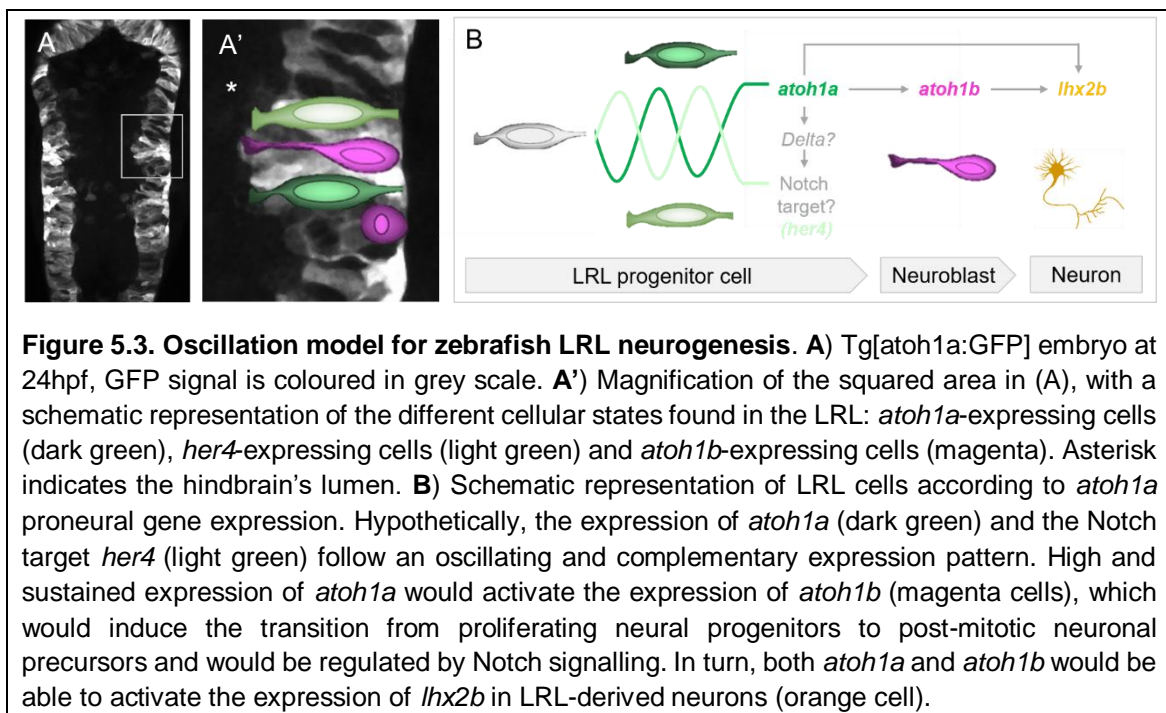 A
A’
*
B
atoh1a
atoh1b
lhx2b
Delta?
Notch
target?
(her4)
LRL progenitor cell
Neuroblast
Neuron
Figure 5.3. Oscillation model for zebrafish LRL neurogenesis. A) Tg[atoh1a:GFP] embryo at
24hpf, GFP signal is coloured in grey scale. A’) Magnification of the squared area in (A), with a
schematic representation of the different cellular states found in the LRL: atoh1a-expressing cells
(dark green), her4-expressing cells (light green) and atoh1b-expressing cells (magenta). Asterisk
indicates the hindbrain’s lumen. B) Schematic representation of LRL cells according to atoh1a
proneural gene expression. Hypothetically, the expression of atoh1a (dark green) and the Notch
target her4 (light green) follow an oscillating and complementary expression pattern. High and
sustained expression of atoh1a would activate the expression of atoh1b (magenta cells), which
would induce the transition from proliferating neural progenitors to post-mitotic neuronal
precursors and would be regulated by Notch signalling. In turn, both atoh1a and atoh1b would be
able to activate the expression of lhx2b in LRL-derived neurons (orange cell).